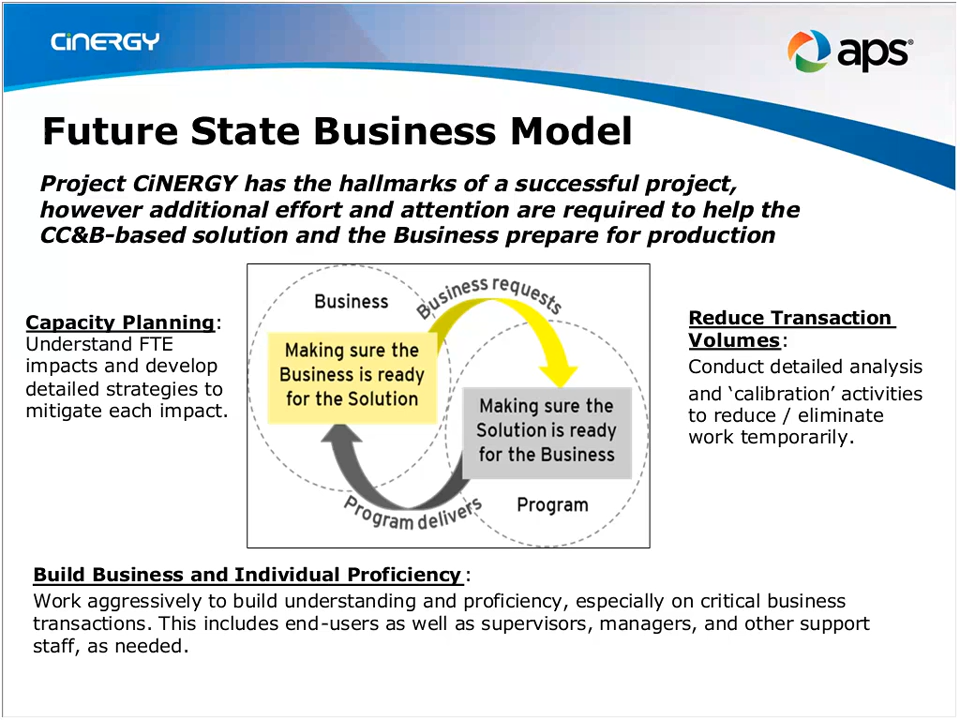 CiNERGY
aps®
Future State Business Model
Project CiNERGY has the hallmarks of a successful project,
however additional effort and attention are required to help the
CC&B-based solution and the Business prepare for production
Capacity Planning:
Understand FTE
impacts and develop
detailed strategies to
mitigate each impact.
Business
Business requests
Making sure the
Business is ready
for the Solution
Making sure the
Solution is ready
for the Business
Program delivers
Program
Reduce Transaction
Volumes:
Conduct detailed analysis
and ‘calibration’ activities
to reduce / eliminate
work temporarily.
Build Business and Individual Proficiency:
Work aggressively to build understanding and proficiency, especially on critical business
transactions. This includes end-users as well as supervisors, managers, and other support
staff, as needed.